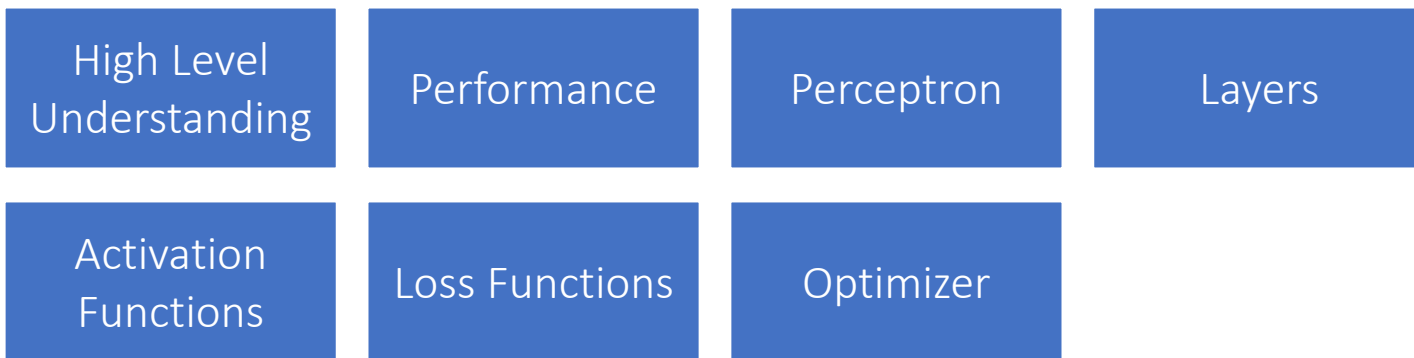 High Level
Understanding
Performance
Perceptron
Layers
Activation
Functions
Loss Functions
Optimizer